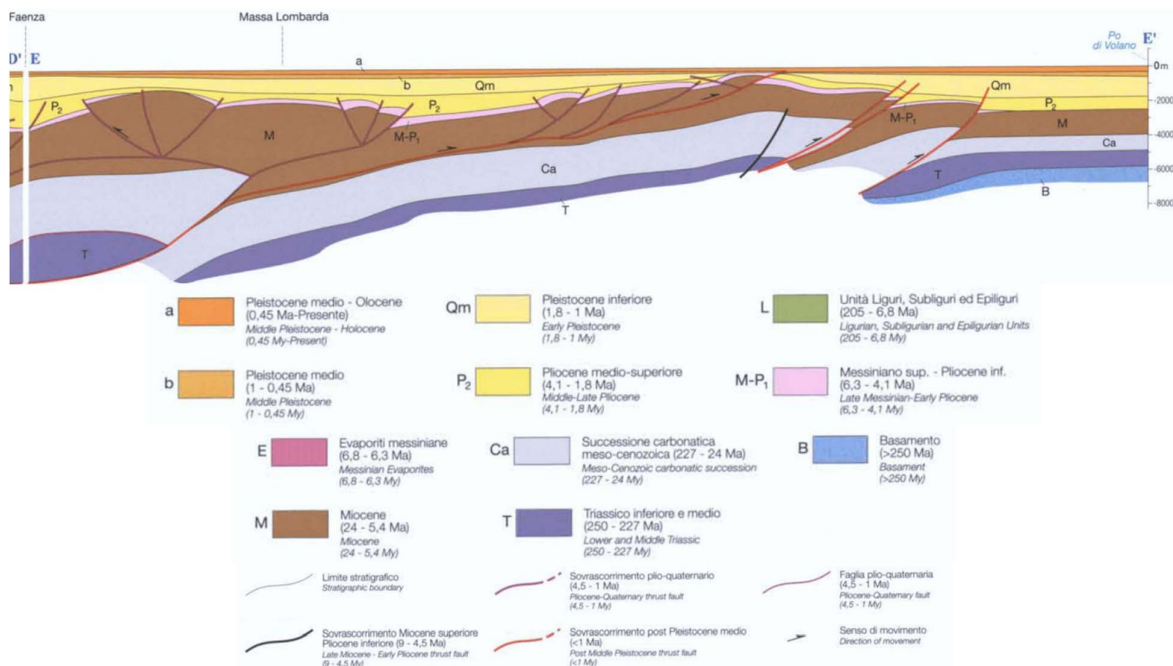 Faenza
Massa Lombarda
D' E
Po
di Volano
E'
a
0m
b
Qm
Qm
P₂
P₂
P₂
-2000
M
M-P₁
M-P₁
M
-4000
Ca
Ca
T
-6000
B
T
T
-8000
a
Pleistocene medio - Olocene
(0,45 Ma-Presente)
Middle Pleistocene - Holocene
(0,45 My-Present)
Qm
Pleistocene inferiore
(1,8 - 1 Ma)
Early Pleistocene
(1,8 - 1 My)
L
Unità Liguri, Subliguri ed Epiliguri
(205 - 6,8 Ma)
Ligurian, Subligurian and Epiligurian Units
(205 - 6,8 My)
b
Pleistocene medio
(1 - 0,45 Ma)
Middle Pleistocene
(1 - 0,45 My)
P₂
Pliocene medio-superiore
(4,1 - 1,8 Ma)
Middle-Late Pliocene
(4,1 - 1,8 My)
M-P₁
Messiniano sup. - Pliocene inf.
(6,3 - 4,1 Ma)
Late Messinian-Early Pliocene
(6,3 - 4,1 My)
E
Evaporiti messiniane
(6,8 - 6,3 Ma)
Messinian Evaporites
(6,8 - 6,3 My)
Ca
Successione carbonatica
meso-cenozoica (227 - 24 Ma)
Meso-Cenozoic carbonatic succession
(227 - 24 My)
B
Basamento
(>250 Ma)
Basament
(>250 My)
M
Miocene
(24 - 5,4 Ma)
Miocene
(24 - 5,4 My)
T
Triassico inferiore e medio
(250 - 227 Ma)
Lower and Middle Triassic
(250 - 227 My)
Limite stratigrafico
Stratigraphic boundary
Sovrascorrimento plio-quaternario
(4,5 - 1 Ma)
Pliocene-Quaternary thrust fault
(4,5 - 1 My)
Faglia plio-quaternaria
(4,5 - 1 Ma)
Pliocene-Quaternary fault
(4,5 - 1 My)
Sovrascorrimento Miocene superiore
Pliocene inferiore (9 - 4,5 Ma)
Late Miocene - Early Pliocene thrust fault
(9 - 4,5 My)
Sovrascorrimento post Pleistocene medio
(<1 Ma)
Post Middle Pleistocene thrust fault
(<1 My)
Senso di movimento
Direction of movement